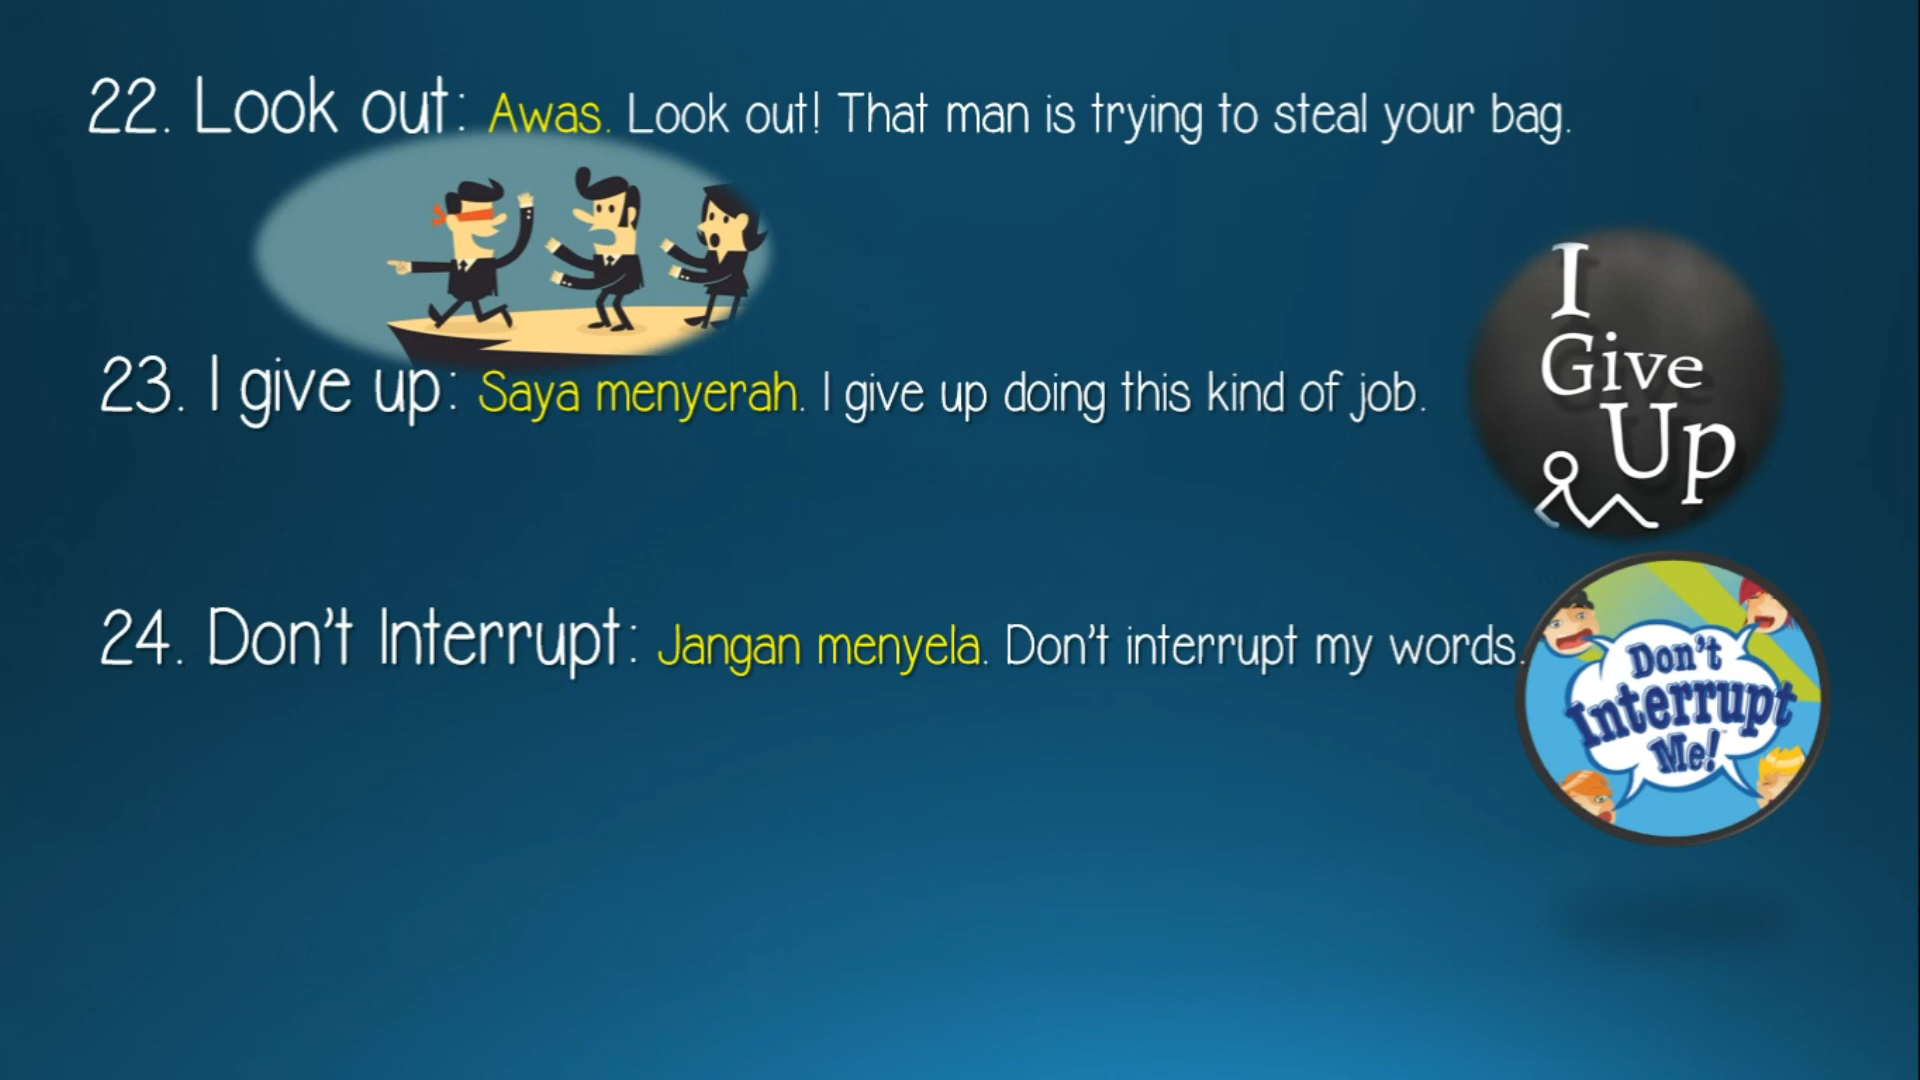 22. Look out: Awas. Look out! That man is trying to steal your bag.
23. I give up: Saya menyerah. I give up doing this kind of job.
I
Give
Up
24. Don't Interrupt: Jangan menyela. Don't interrupt my words.
Don't
Interrupt
Me!